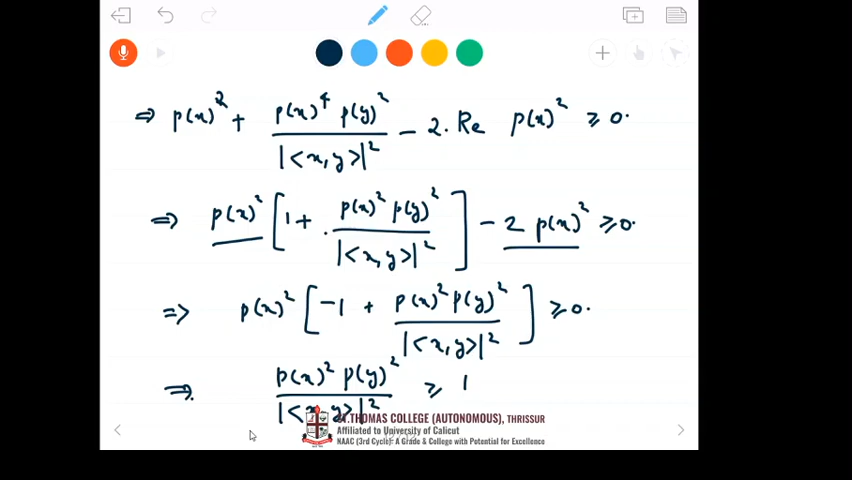 ⇒ p(x)² + p(x)⁴ p(y)² / |<x,y>|² − 2. Re p(x)² ≥ 0.
⇒ p(x)² [1 + p(x)² p(y)² / |<x,y>|²] − 2 p(x)² ≥ 0.
⇒ p(x)² [−1 + p(x)² p(y)² / |<x,y>|²] ≥ 0.
⇒ p(x)² p(y)² / |<x,y>|² ≥ 1
ST.THOMAS COLLEGE (AUTONOMOUS), THRISSUR
Affiliated to University of Calicut
NAAC (3rd Cycle): A Grade & College with Potential for Excellence